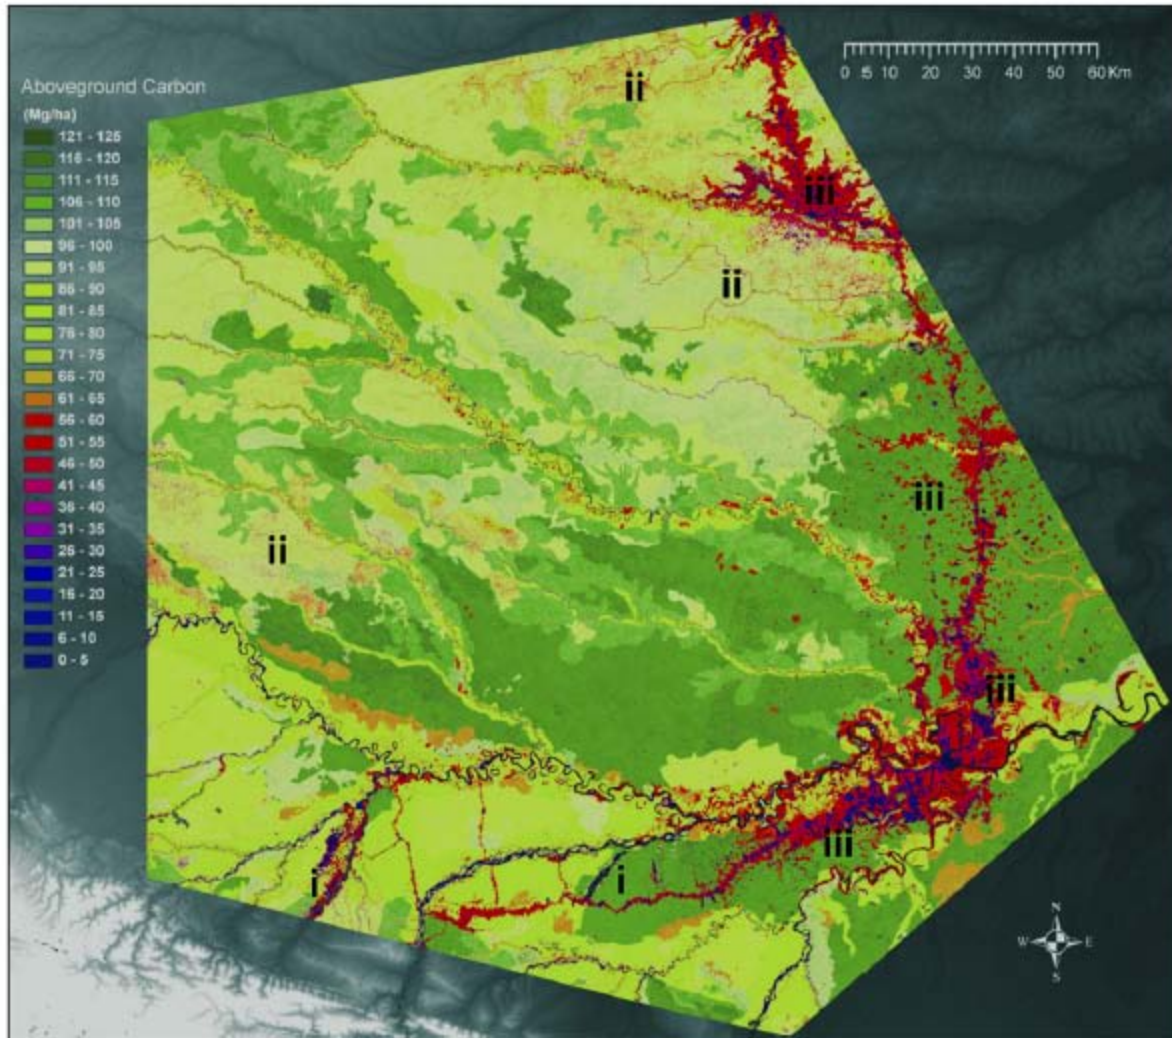 Aboveground Carbon
(Mg/ha)
121 - 125
116 - 120
111 - 115
106 - 110
101 - 105
96 - 100
91 - 95
86 - 90
81 - 85
76 - 80
71 - 75
66 - 70
61 - 65
56 - 60
51 - 55
46 - 50
41 - 45
36 - 40
31 - 35
26 - 30
21 - 25
16 - 20
11 - 15
6 - 10
0 - 5
0 5 10 20 30 40 50 60 Km
ii
iii
ii
iii
ii
iii
iii
i
i
N
W E
S